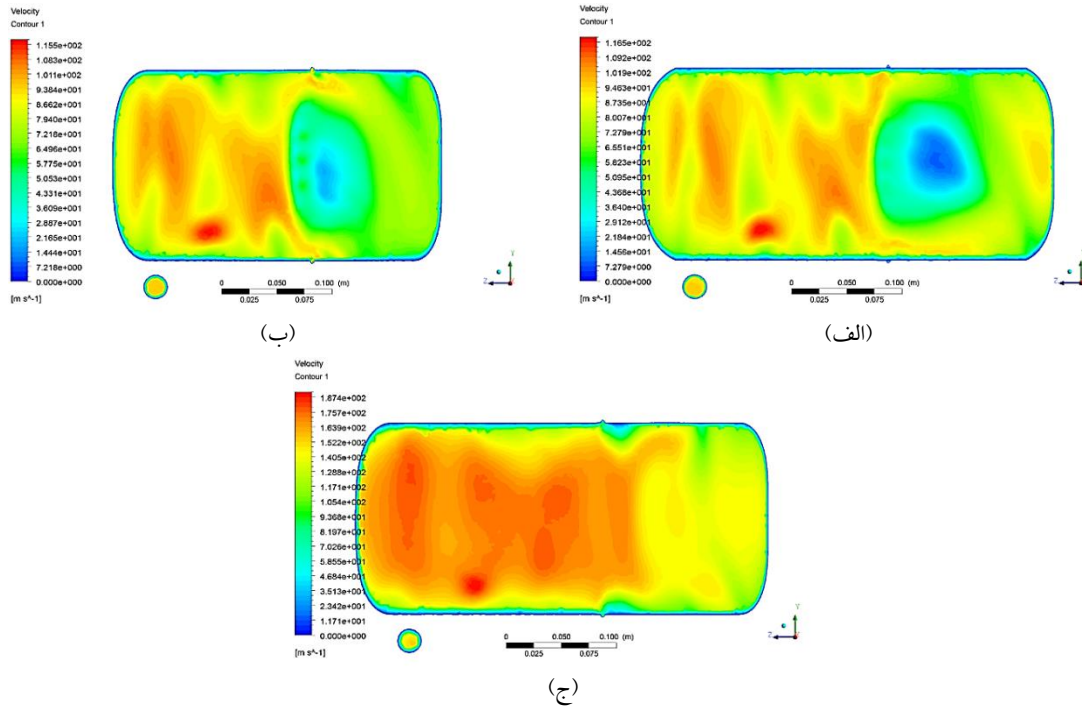 Velocity
Contour 1
1.165e+002
1.092e+002
1.019e+002
9.463e+001
8.735e+001
8.007e+001
7.279e+001
6.551e+001
5.823e+001
5.095e+001
4.368e+001
3.640e+001
2.912e+001
2.184e+001
1.456e+001
7.279e+000
0.000e+000
[m s^-1]
0 0.050 0.100 (m)
0.025 0.075
Y
Z
(الف)
Velocity
Contour 1
1.155e+002
1.083e+002
1.011e+002
9.384e+001
8.662e+001
7.940e+001
7.218e+001
6.496e+001
5.775e+001
5.053e+001
4.331e+001
3.609e+001
2.887e+001
2.165e+001
1.444e+001
7.218e+000
0.000e+000
[m s^-1]
0 0.050 0.100 (m)
0.025 0.075
Y
Z
(ب)
Velocity
Contour 1
1.874e+002
1.757e+002
1.639e+002
1.522e+002
1.405e+002
1.288e+002
1.171e+002
1.054e+002
9.368e+001
8.197e+001
7.026e+001
5.855e+001
4.684e+001
3.513e+001
2.342e+001
1.171e+001
0.000e+000
[m s^-1]
0 0.050 0.100 (m)
0.025 0.075
Y
Z
(ج)